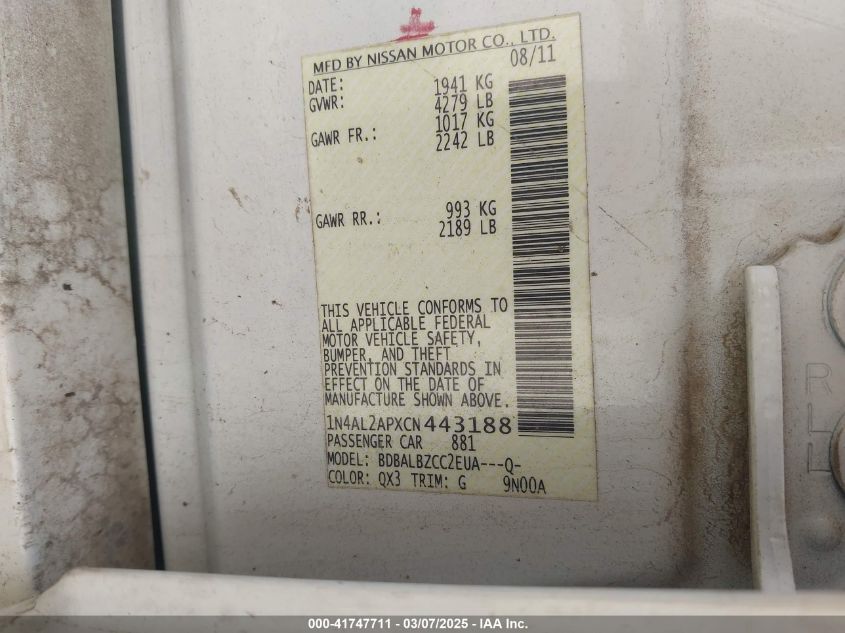 MFD BY NISSAN MOTOR CO., LTD.
DATE: 08/11
GVWR: 1941 KG
4279 LB
GAWR FR.: 1017 KG
2242 LB
GAWR RR.: 993 KG
2189 LB
THIS VEHICLE CONFORMS TO
ALL APPLICABLE FEDERAL
MOTOR VEHICLE SAFETY,
BUMPER, AND THEFT
PREVENTION STANDARDS IN
EFFECT ON THE DATE OF
MANUFACTURE SHOWN ABOVE.
1N4AL2APXCN443188
PASSENGER CAR 881
MODEL: BDBALBZCC2EUA---Q-
COLOR: QX3 TRIM: G 9N00A
RLL
000-41747711 - 03/07/2025 - IAA Inc.